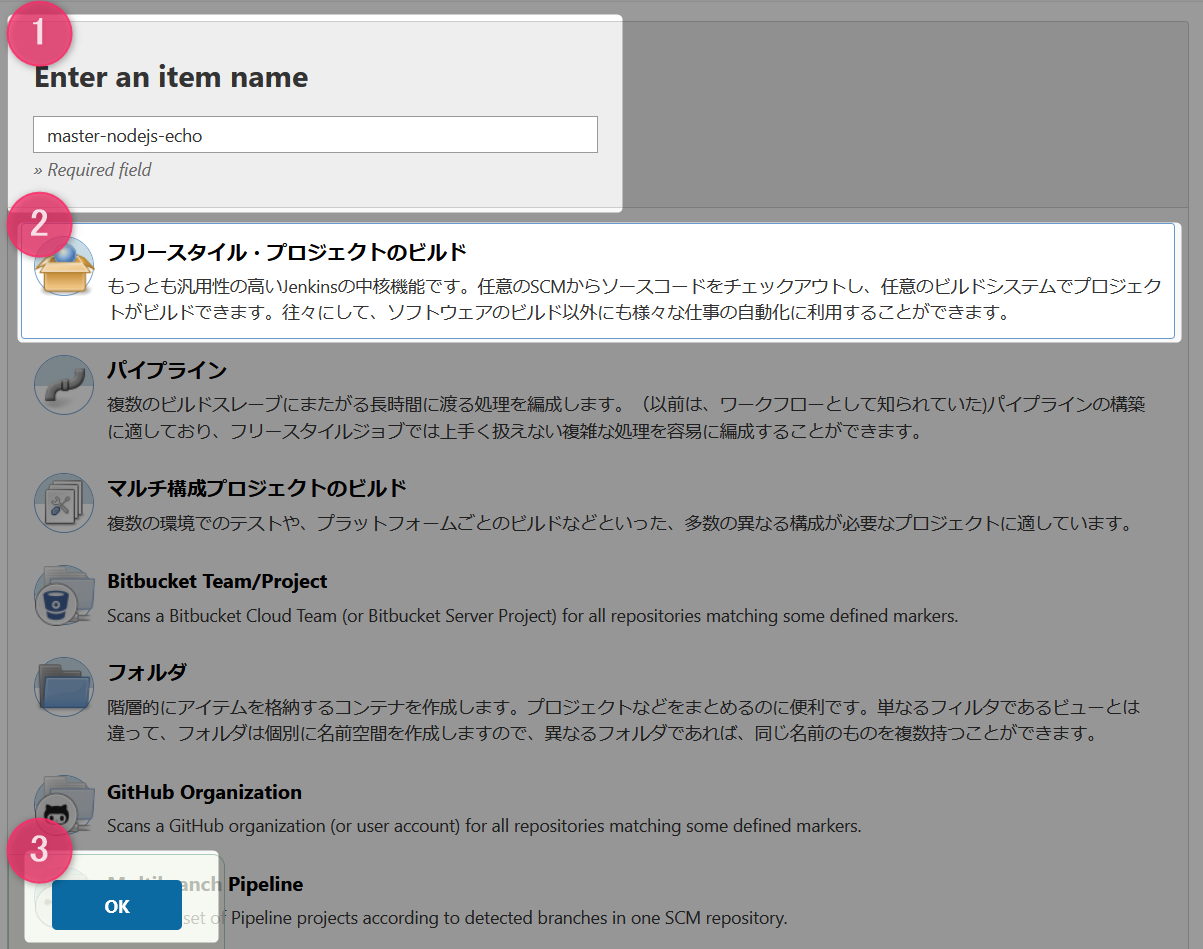 1
Enter an item name
master-nodejs-echo
» Required field
2
フリースタイル・プロジェクトのビルド
もっとも汎用性の高いJenkinsの中核機能です。任意のSCMからソースコードをチェックアウトし、任意のビルドシステムでプロジェク
トがビルドできます。往々にして、ソフトウェアのビルド以外にも様々な仕事の自動化に利用することができます。
パイプライン
複数のビルドスレーブにまたがる長時間に渡る処理を編成します。（以前は、ワークフローとして知られていた)パイプラインの構築
に適しており、フリースタイルジョブでは上手く扱えない複雑な処理を容易に編成することができます。
マルチ構成プロジェクトのビルド
複数の環境でのテストや、プラットフォームごとのビルドなどといった、多数の異なる構成が必要なプロジェクトに適しています。
Bitbucket Team/Project
Scans a Bitbucket Cloud Team (or Bitbucket Server Project) for all repositories matching some defined markers.
フォルダ
階層的にアイテムを格納するコンテナを作成します。プロジェクトなどをまとめるのに便利です。単なるフィルタであるビューとは
違って、フォルダは個別に名前空間を作成しますので、異なるフォルダであれば、同じ名前のものを複数持つことができます。
GitHub Organization
Scans a GitHub organization (or user account) for all repositories matching some defined markers.
3
Multibranch Pipeline
OK
set of Pipeline projects according to detected branches in one SCM repository.